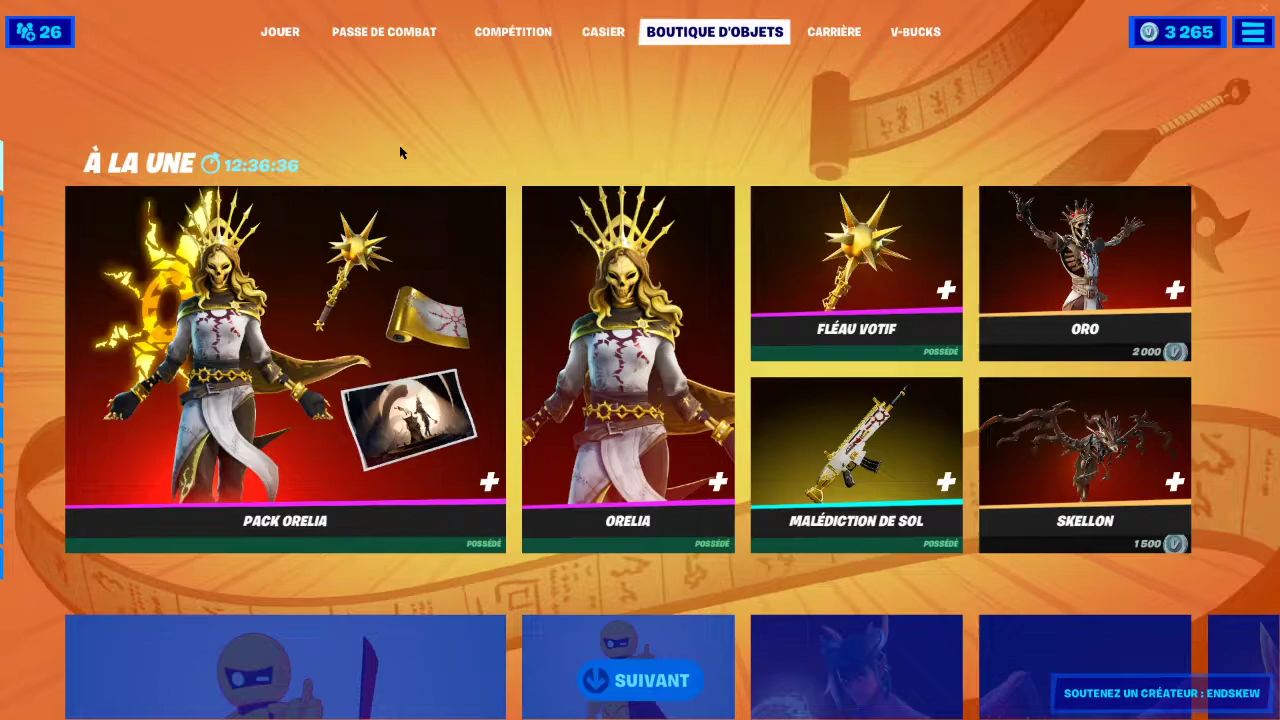 26
JOUER
PASSE DE COMBAT
COMPÉTITION
CASIER
BOUTIQUE D'OBJETS
CARRIÈRE
V-BUCKS
3 265
À LA UNE
12:36:36
PACK ORELIA
POSSÉDÉ
ORELIA
POSSÉDÉ
FLÉAU VOTIF
POSSÉDÉ
ORO
2 000
MALÉDICTION DE SOL
POSSÉDÉ
SKELLON
1 500
SUIVANT
SOUTENEZ UN CRÉATEUR : ENDSKEW